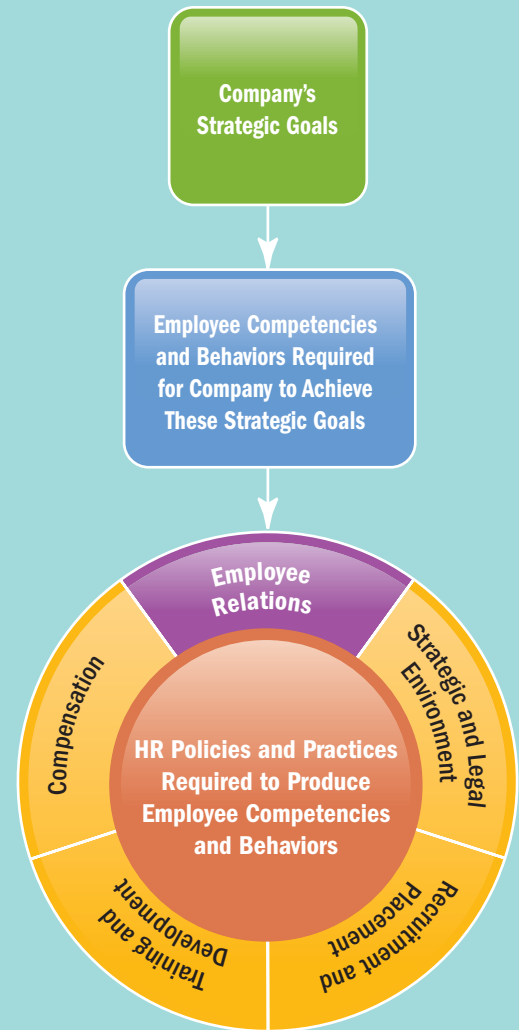 Company's
Strategic Goals
Employee Competencies
and Behaviors Required
for Company to Achieve
These Strategic Goals
Employee
Relations
Strategic and Legal
Environment
Recruitment and
Placement
Training and
Development
Compensation
HR Policies and Practices
Required to Produce
Employee Competencies
and Behaviors